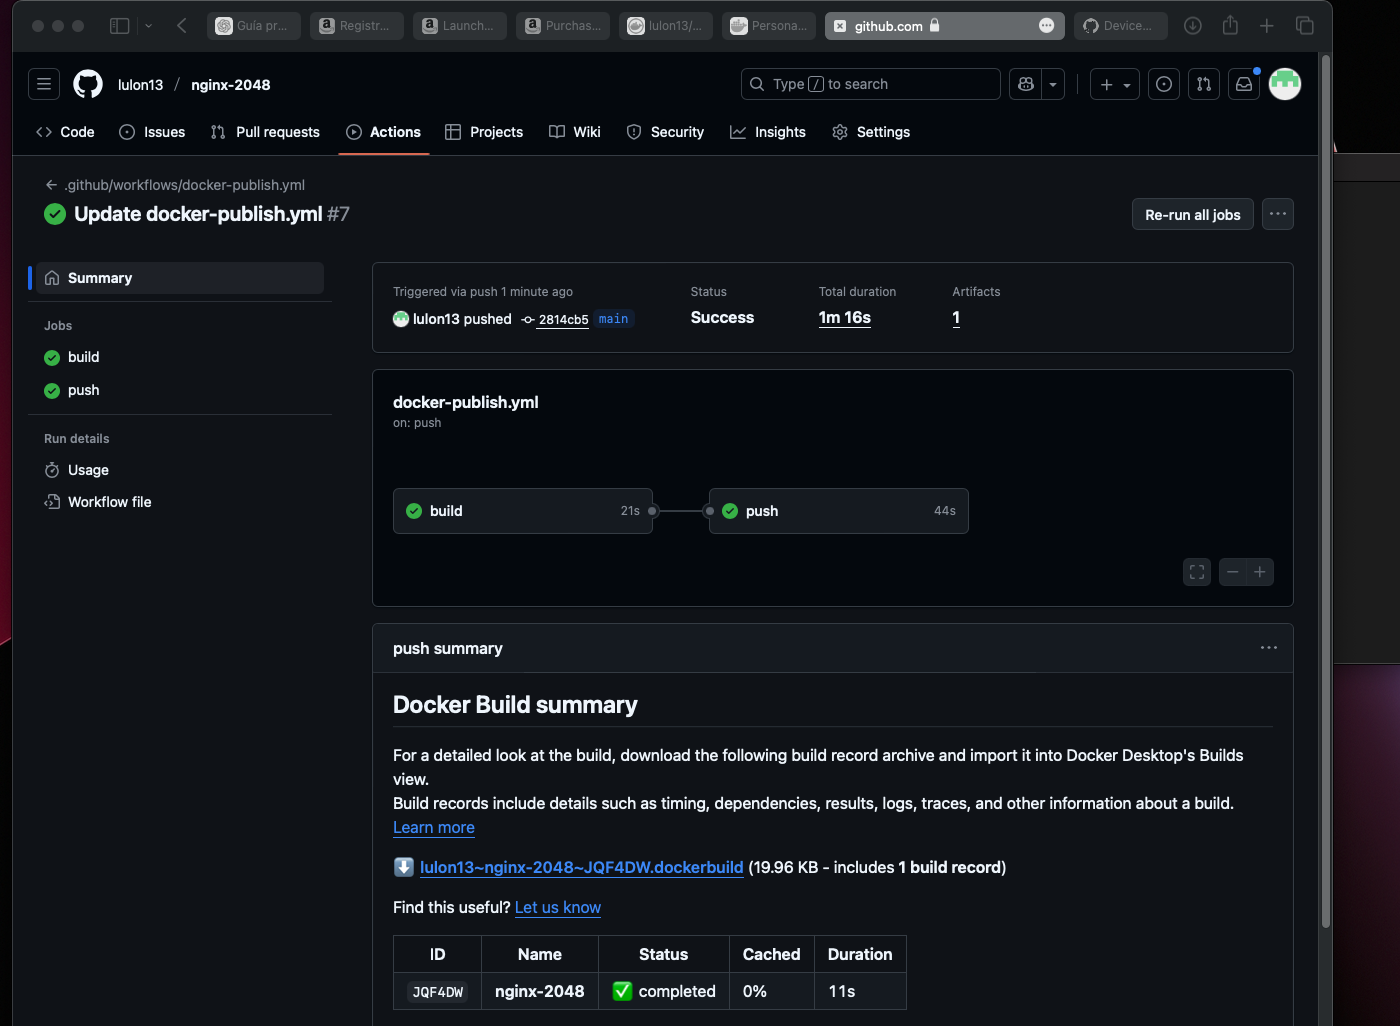 Guía pr...
Registr...
Launch...
Purchas...
lulon13/...
Persona...
github.com
Device...
lulon13 / nginx-2048
Type / to search
Code
Issues
Pull requests
Actions
Projects
Wiki
Security
Insights
Settings
.github/workflows/docker-publish.yml
Update docker-publish.yml #7
Re-run all jobs
Summary
Jobs
build
push
Run details
Usage
Workflow file
Triggered via push 1 minute ago
lulon13 pushed 2814cb5 main
Status
Success
Total duration
1m 16s
Artifacts
1
docker-publish.yml
on: push
build 21s
push 44s
push summary
Docker Build summary
For a detailed look at the build, download the following build record archive and import it into Docker Desktop's Builds
view.
Build records include details such as timing, dependencies, results, logs, traces, and other information about a build.
Learn more
lulon13~nginx-2048~JQF4DW.dockerbuild (19.96 KB - includes 1 build record)
Find this useful? Let us know
ID Name Status Cached Duration
JQF4DW nginx-2048 ✅ completed 0% 11s